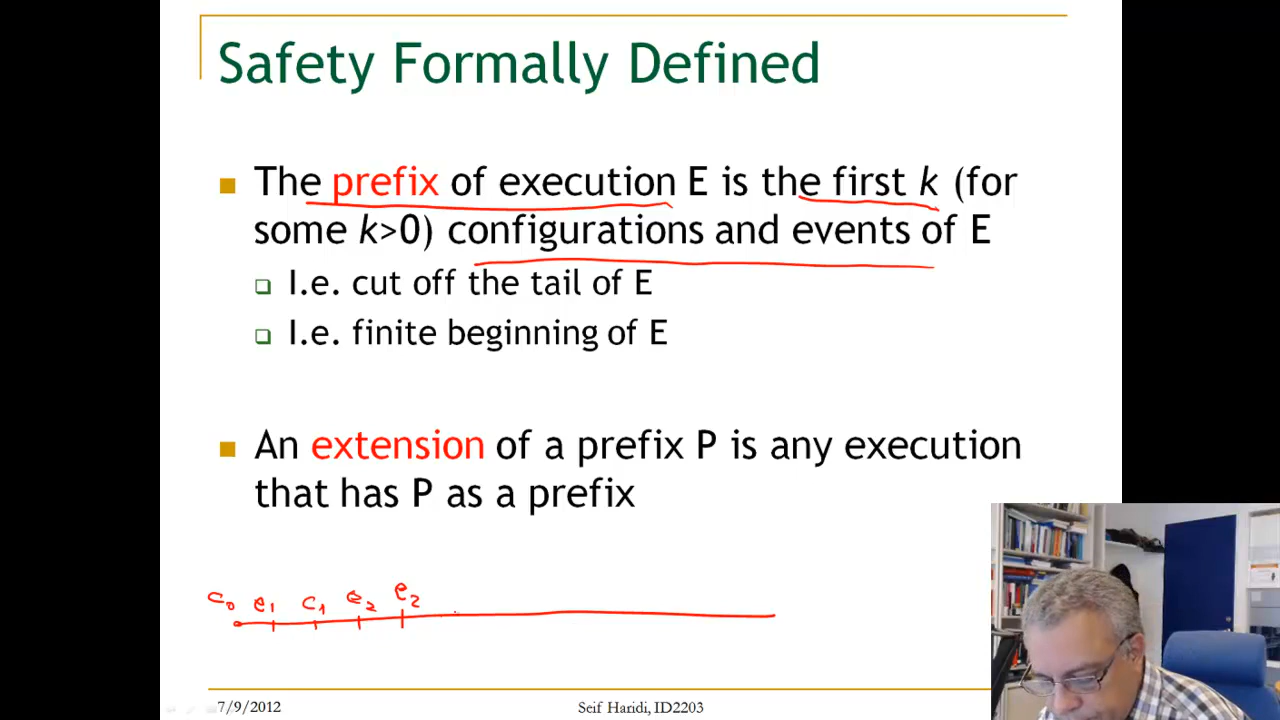 Safety Formally Defined
The prefix of execution E is the first k (for
some k>0) configurations and events of E
I.e. cut off the tail of E
I.e. finite beginning of E
An extension of a prefix P is any execution
that has P as a prefix
c₀ e₁ c₁ e₂ e₂
7/9/2012 Seif Haridi, ID2203